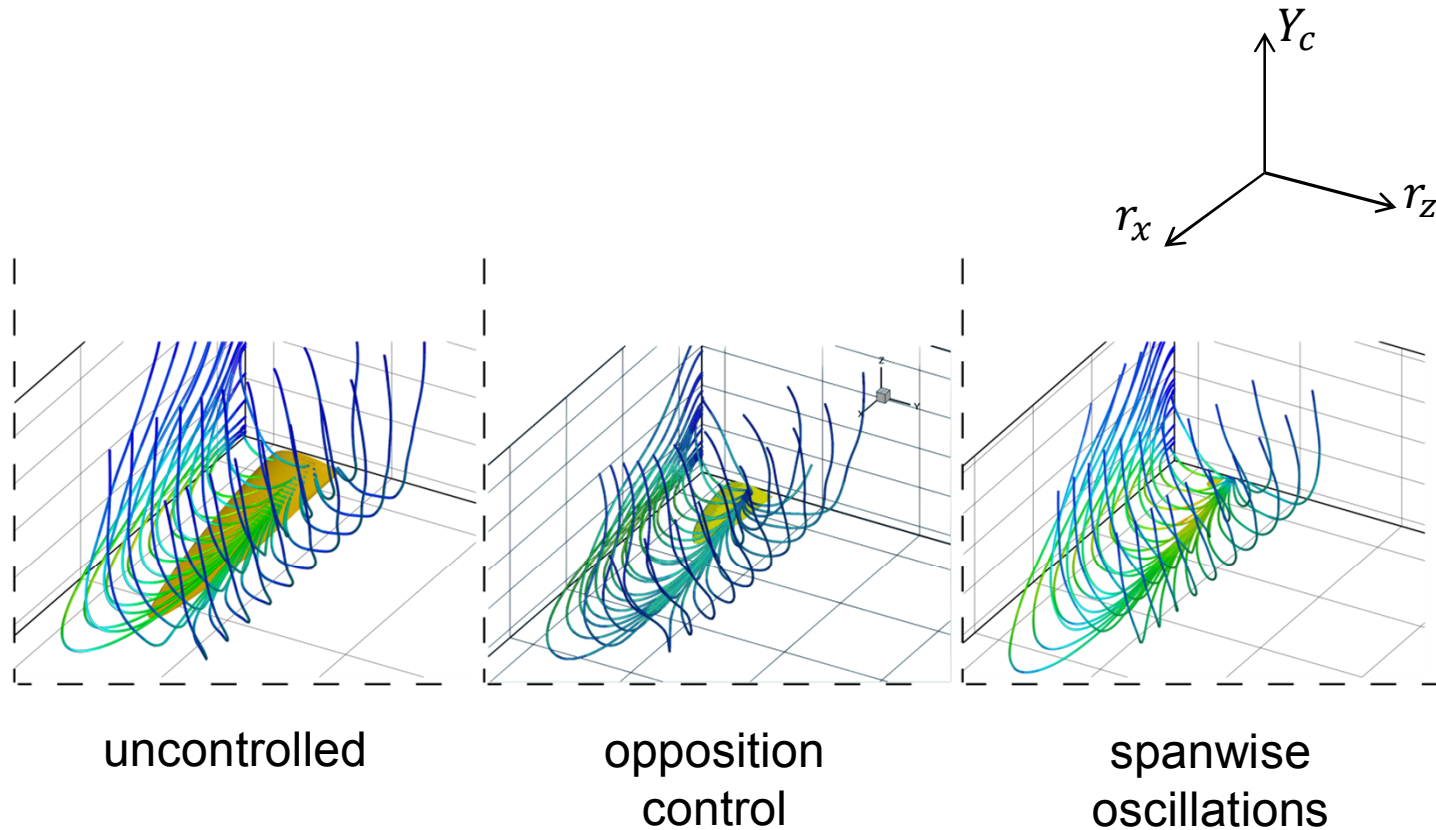 Y_c
r_z
r_x
z
x
Y
uncontrolled
opposition
control
spanwise
oscillations